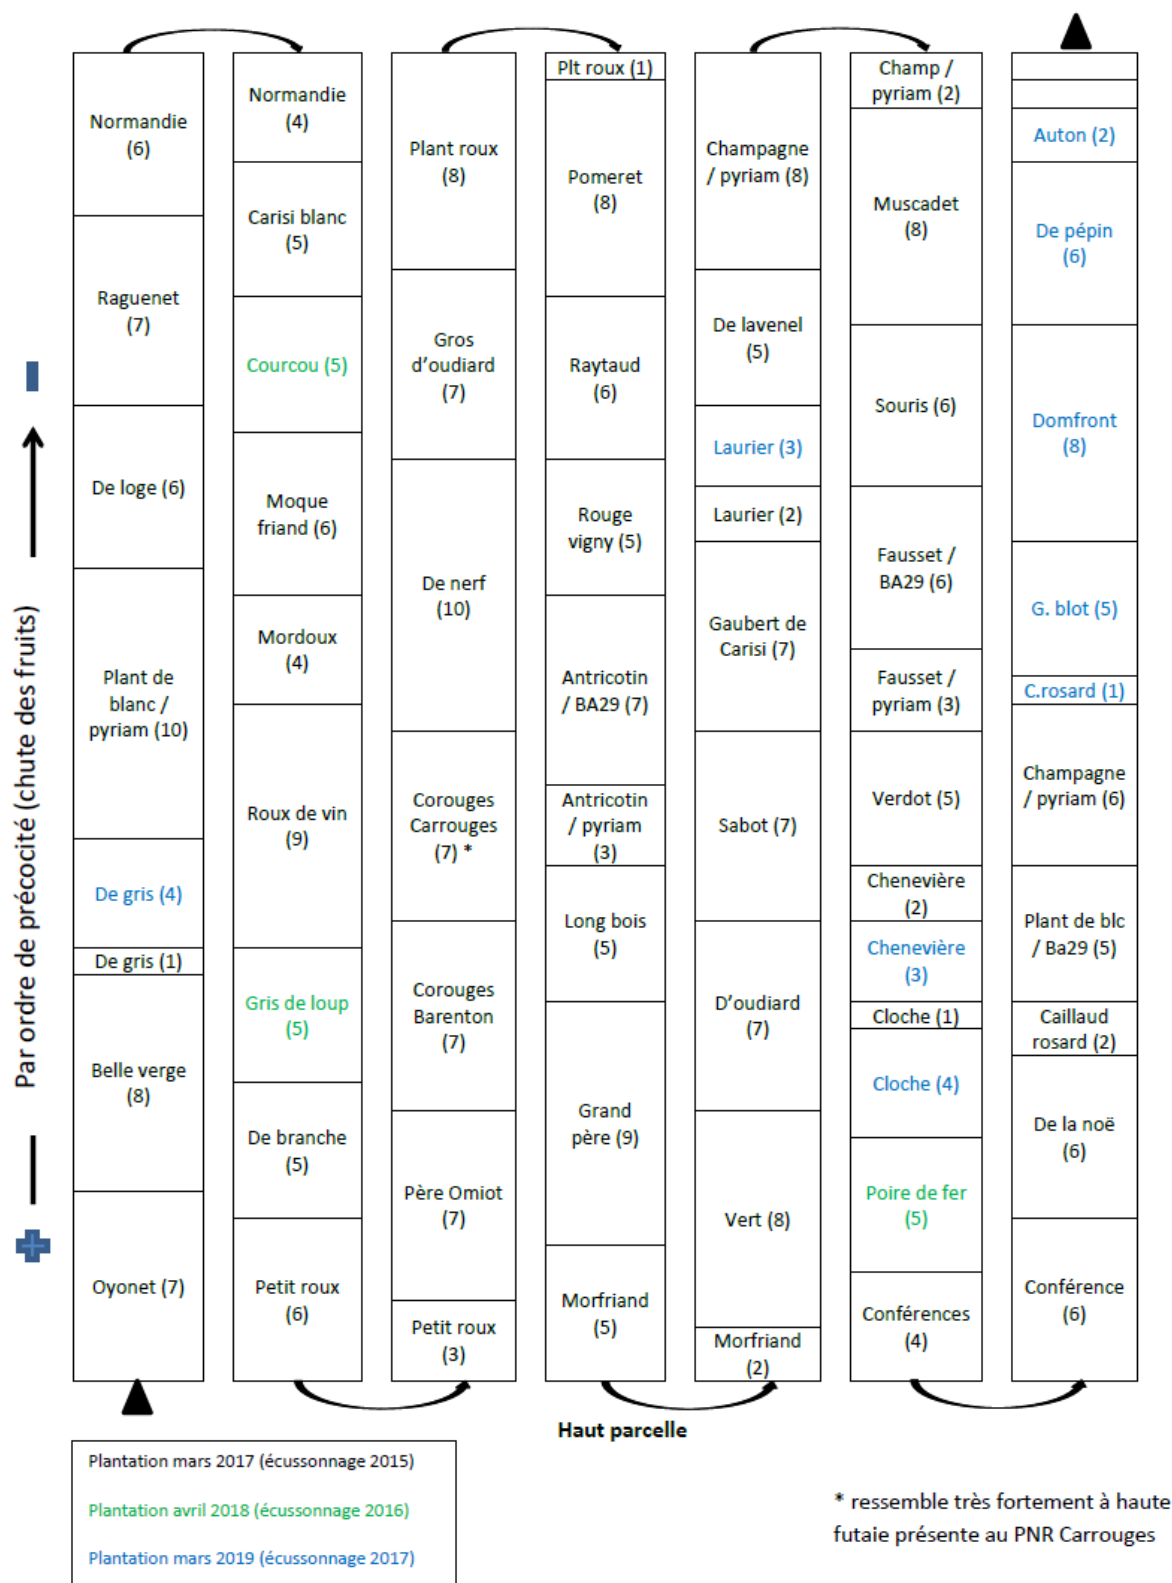 Par ordre de précocité (chute des fruits)
Normandie
(6)
Raguenet
(7)
De loge (6)
Plant de
blanc /
pyriam (10)
De gris (4)
De gris (1)
Belle verge
(8)
Oyonet (7)
Normandie
(4)
Carisi blanc
(5)
Courcou (5)
Moque
friand (6)
Mordoux
(4)
Roux de vin
(9)
Gris de loup
(5)
De branche
(5)
Petit roux
(6)
Plant roux
(8)
Gros
d'oudiard
(7)
De nerf
(10)
Corouges
Carrouges
(7) *
Corouges
Barenton
(7)
Père Omiot
(7)
Petit roux
(3)
Plt roux (1)
Pomeret
(8)
Raytaud
(6)
Rouge
vigny (5)
Antricotin
/ BA29 (7)
Antricotin
/ pyriam
(3)
Long bois
(5)
Grand
père (9)
Morfriand
(5)
Champagne
/ pyriam (8)
De lavenel
(5)
Laurier (3)
Laurier (2)
Gaubert de
Carisi (7)
Sabot (7)
D'oudiard
(7)
Vert (8)
Morfriand
(2)
Champ /
pyriam (2)
Muscadet
(8)
Souris (6)
Fausset /
BA29 (6)
Fausset /
pyriam (3)
Verdot (5)
Chenevière
(2)
Chenevière
(3)
Cloche (1)
Cloche (4)
Poire de fer
(5)
Conférences
(4)
Auton (2)
De pépin
(6)
Domfront
(8)
G. blot (5)
C.rosard (1)
Champagne
/ pyriam (6)
Plant de blc
/ Ba29 (5)
Caillaud
rosard (2)
De la noë
(6)
Conférence
(6)
Haut parcelle
Plantation mars 2017 (écussonnage 2015)
Plantation avril 2018 (écussonnage 2016)
Plantation mars 2019 (écussonnage 2017)
* ressemble très fortement à haute
futaie présente au PNR Carrouges